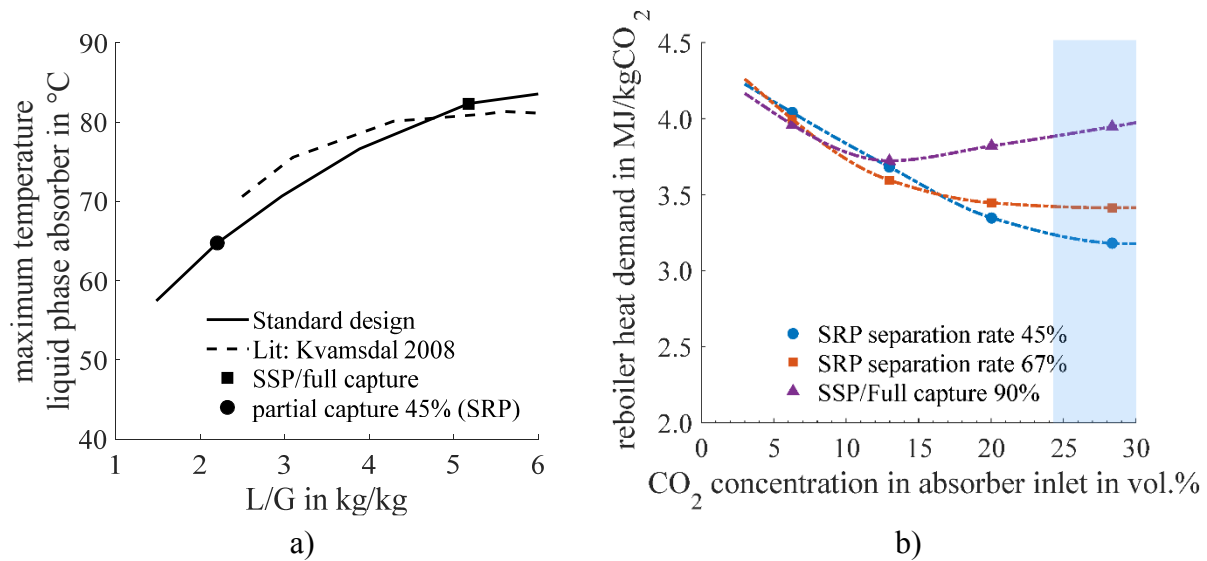 maximum temperature
liquid phase absorber in °C
90
80
70
60
50
40
1
2
3
4
5
6
L/G in kg/kg
Standard design
Lit: Kvamsdal 2008
SSP/full capture
partial capture 45% (SRP)
a)
reboiler heat demand in MJ/kgCO2
4.5
4.0
3.5
3.0
2.5
2.0
0
5
10
15
20
25
30
CO2 concentration in absorber inlet in vol.%
SRP separation rate 45%
SRP separation rate 67%
SSP/Full capture 90%
b)